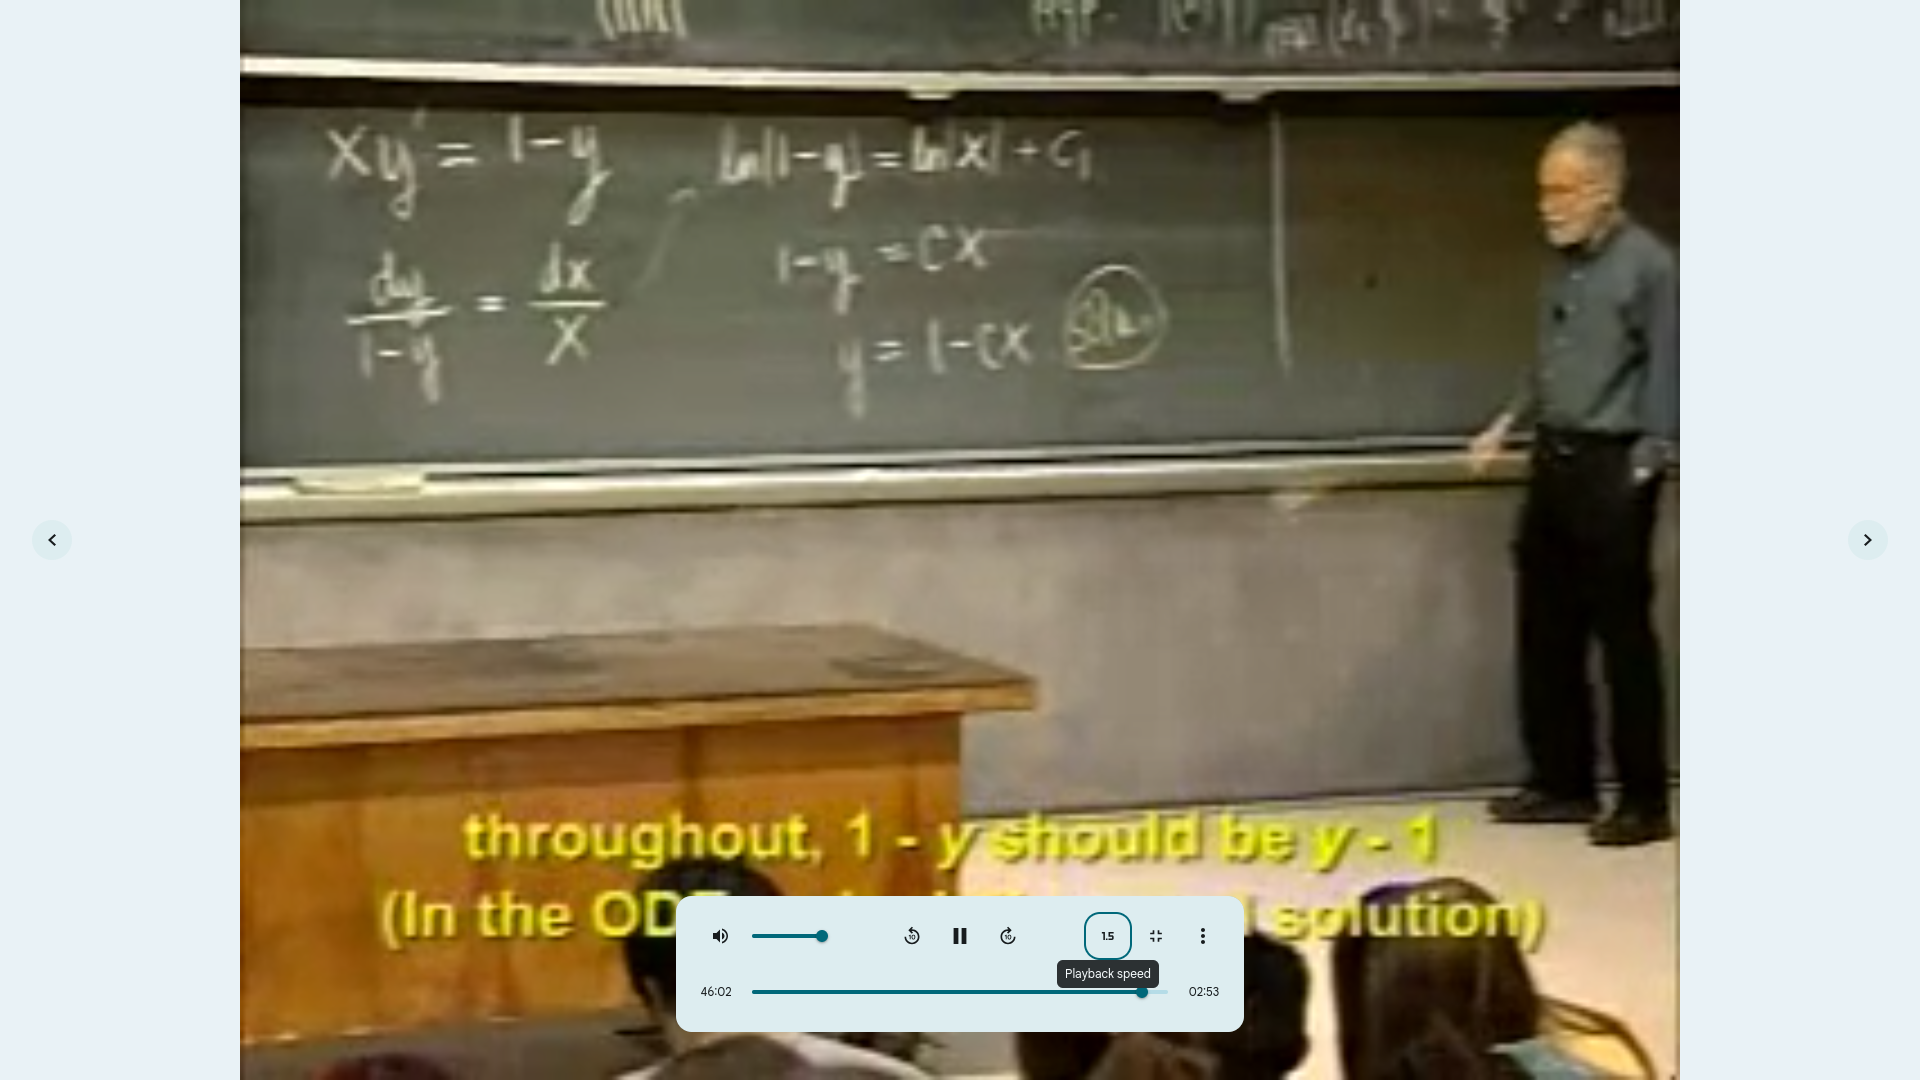 xy' = 1-y
dy/1-y = dx/x
ln|1-y| = ln|x| + C₁
1-y = Cx
y = 1-Cx
Soln.
throughout, 1 - y should be y - 1
(In the OD solution)
1.5
Playback speed
46:02
02:53